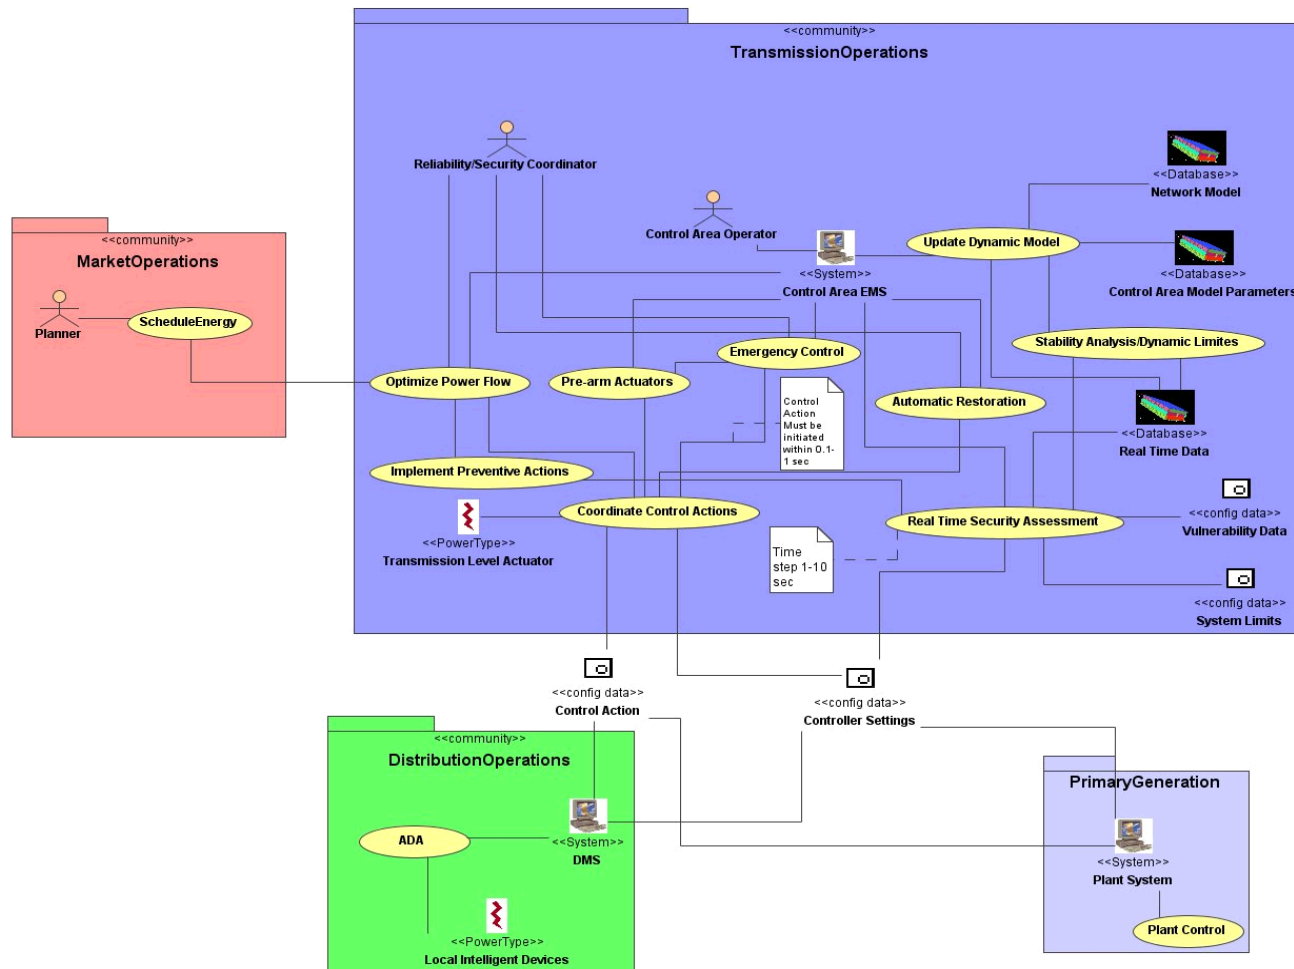 <<community>>
TransmissionOperations
Reliability/Security Coordinator
<<Database>>
Network Model
Control Area Operator
Update Dynamic Model
<<community>>
MarketOperations
<<System>>
Control Area EMS
<<Database>>
Control Area Model Parameters
Planner
ScheduleEnergy
Emergency Control
Stability Analysis/Dynamic Limites
Optimize Power Flow
Pre-arm Actuators
Control
Action
Must be
initiated
within 0.1-
1 sec
Automatic Restoration
<<Database>>
Real Time Data
Implement Preventive Actions
Coordinate Control Actions
Real Time Security Assessment
<<config data>>
Vulnerability Data
<<PowerType>>
Transmission Level Actuator
Time
step 1-10
sec
<<config data>>
System Limits
<<config data>>
Control Action
<<config data>>
Controller Settings
<<community>>
DistributionOperations
PrimaryGeneration
ADA
<<System>>
DMS
<<System>>
Plant System
<<PowerType>>
Local Intelligent Devices
Plant Control